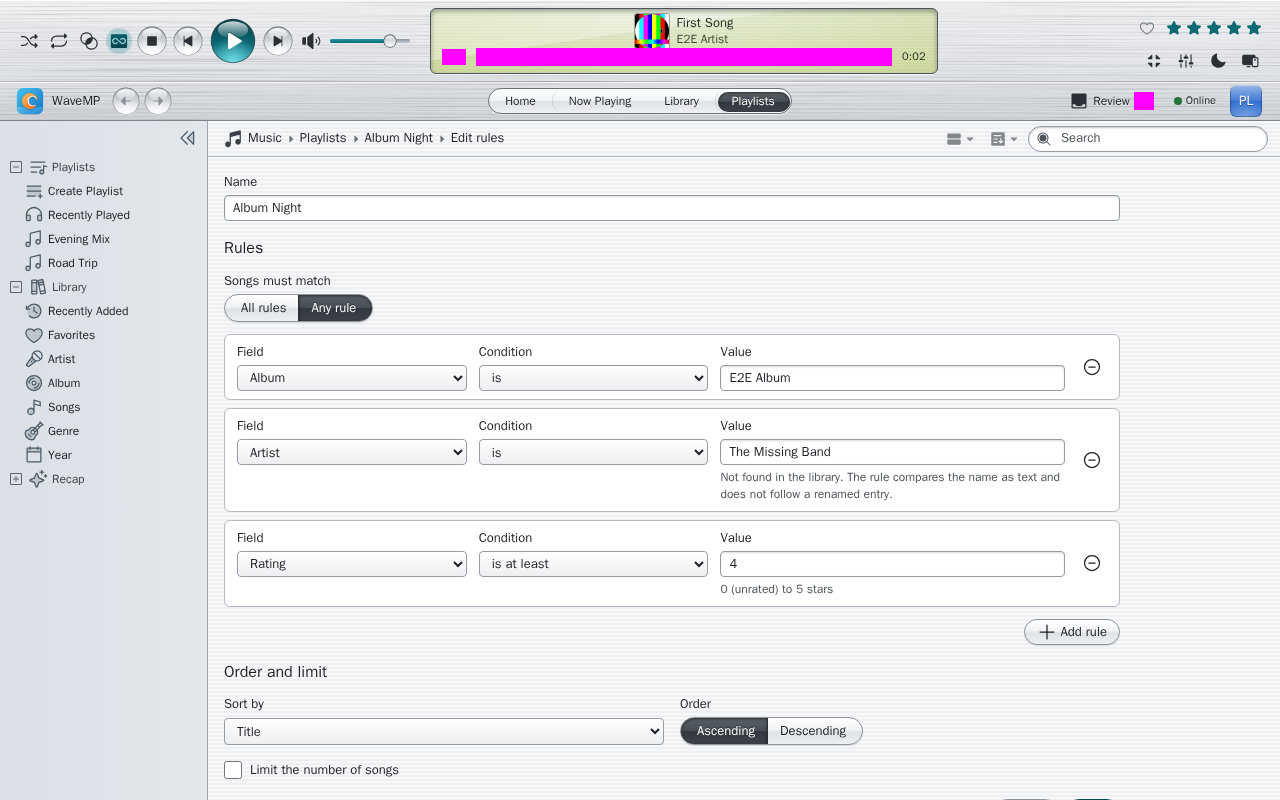 First Song
E2E Artist
0:02
WaveMP
Home
Now Playing
Library
Playlists
Review
Online
PL
Music
Playlists
Album Night
Edit rules
Search
Playlists
Create Playlist
Recently Played
Evening Mix
Road Trip
Library
Recently Added
Favorites
Artist
Album
Songs
Genre
Year
Recap
Name
Album Night
Rules
Songs must match
All rules
Any rule
Field
Condition
Value
Album
is
E2E Album
Field
Condition
Value
Artist
is
The Missing Band
Not found in the library. The rule compares the name as text and
does not follow a renamed entry.
Field
Condition
Value
Rating
is at least
4
0 (unrated) to 5 stars
Add rule
Order and limit
Sort by
Order
Title
Ascending
Descending
Limit the number of songs